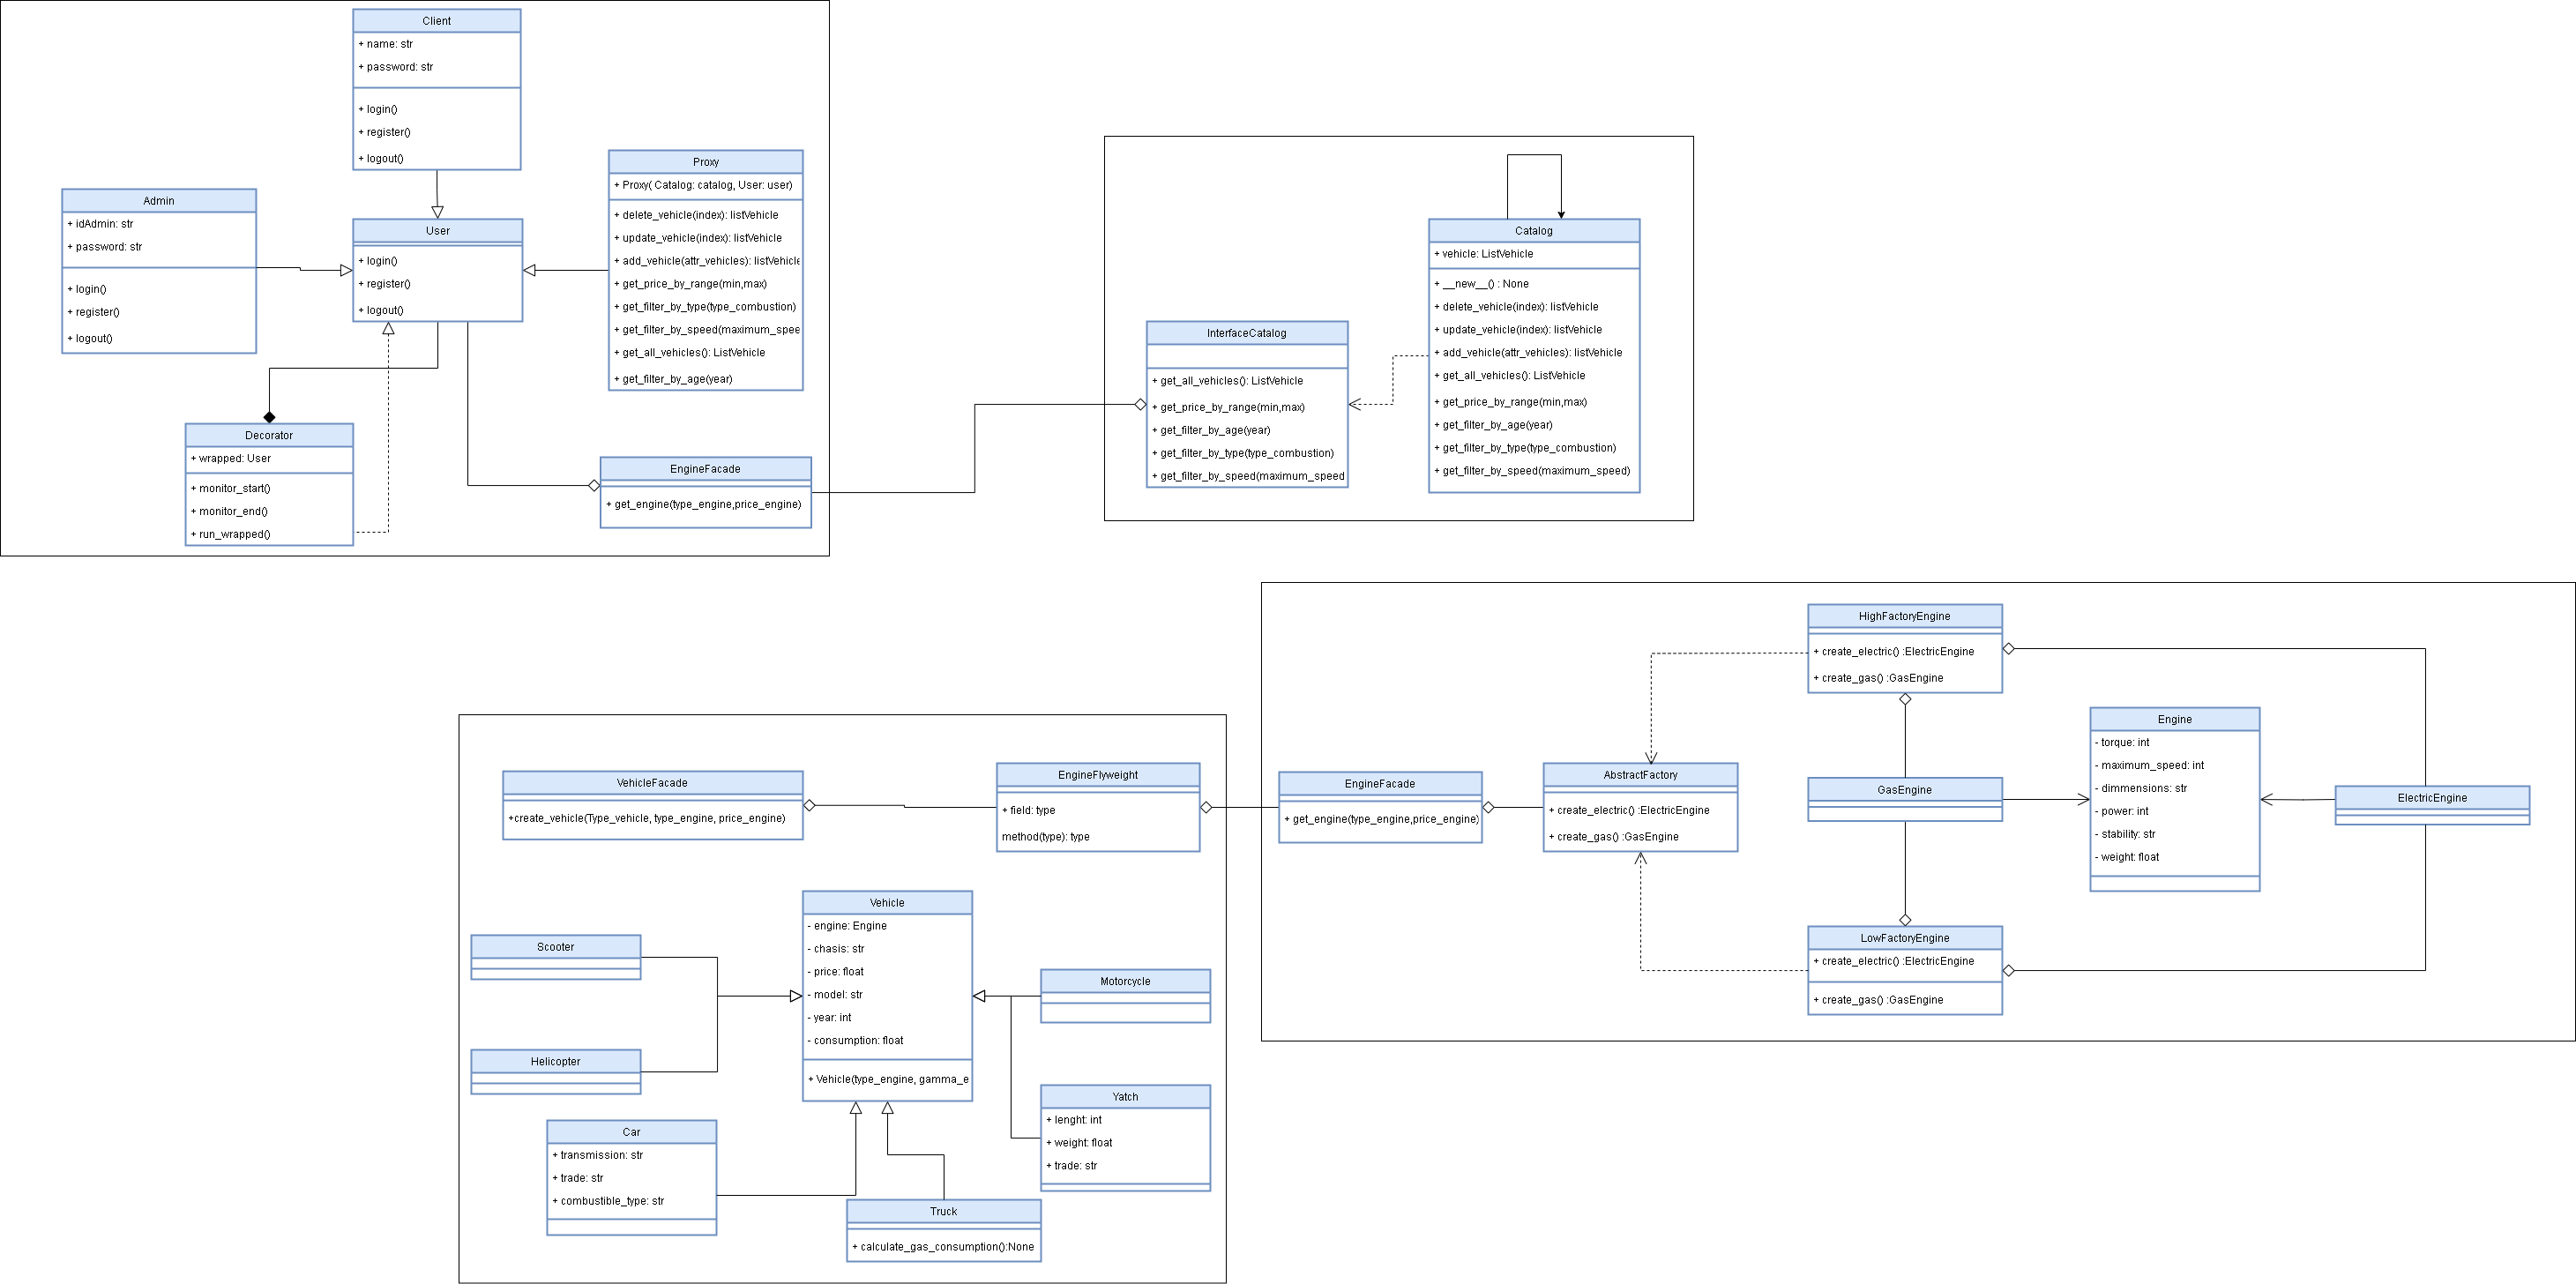 Client
+ name: str
+ password: str
+ login()
+ register()
+ logout()
Admin
+ idAdmin: str
+ password: str
+ login()
+ register()
+ logout()
User
+ login()
+ register()
+ logout()
Proxy
+ Proxy( Catalog: catalog, User: user)
+ delete_vehicle(index): listVehicle
+ update_vehicle(index): listVehicle
+ add_vehicle(attr_vehicles): listVehicle
+ get_price_by_range(min,max)
+ get_filter_by_type(type_combustion)
+ get_filter_by_speed(maximum_spee
+ get_all_vehicles(): ListVehicle
+ get_filter_by_age(year)
Decorator
+ wrapped: User
+ monitor_start()
+ monitor_end()
+ run_wrapped()
EngineFacade
+ get_engine(type_engine,price_engine)
InterfaceCatalog
+ get_all_vehicles(): ListVehicle
+ get_price_by_range(min,max)
+ get_filter_by_age(year)
+ get_filter_by_type(type_combustion)
+ get_filter_by_speed(maximum_speed
Catalog
+ vehicle: ListVehicle
+ __new__() : None
+ delete_vehicle(index): listVehicle
+ update_vehicle(index): listVehicle
+ add_vehicle(attr_vehicles): listVehicle
+ get_all_vehicles(): ListVehicle
+ get_price_by_range(min,max)
+ get_filter_by_age(year)
+ get_filter_by_type(type_combustion)
+ get_filter_by_speed(maximum_speed)
VehicleFacade
+create_vehicle(Type_vehicle, type_engine, price_engine)
EngineFlyweight
+ field: type
method(type): type
Vehicle
- engine: Engine
- chasis: str
- price: float
- model: str
- year: int
- consumption: float
+ Vehicle(type_engine, gamma_e
Scooter
Helicopter
Car
+ transmission: str
+ trade: str
+ combustible_type: str
Truck
+ calculate_gas_consumption():None
Motorcycle
Yatch
+ lenght: int
+ weight: float
+ trade: str
EngineFacade
+ get_engine(type_engine,price_engine)
AbstractFactory
+ create_electric() :ElectricEngine
+ create_gas() :GasEngine
HighFactoryEngine
+ create_electric() :ElectricEngine
+ create_gas() :GasEngine
GasEngine
LowFactoryEngine
+ create_electric() :ElectricEngine
+ create_gas() :GasEngine
Engine
- torque: int
- maximum_speed: int
- dimmensions: str
- power: int
- stability: str
- weight: float
ElectricEngine